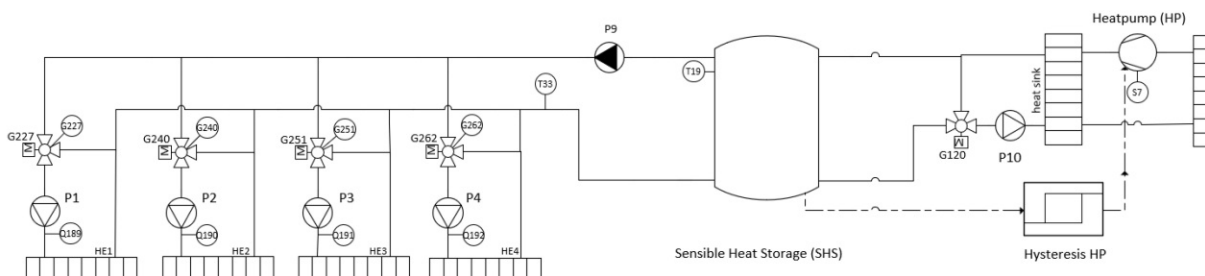 Heatpump (HP)
P9
T19
S7
heat sink
T33
G227
G227
G240
G240
G251
G251
G262
G262
M
M
M
M
M
G120
P10
P1
P2
P3
P4
Q189
Q190
Q191
Q192
HE1
HE2
HE3
HE4
Sensible Heat Storage (SHS)
Hysteresis HP